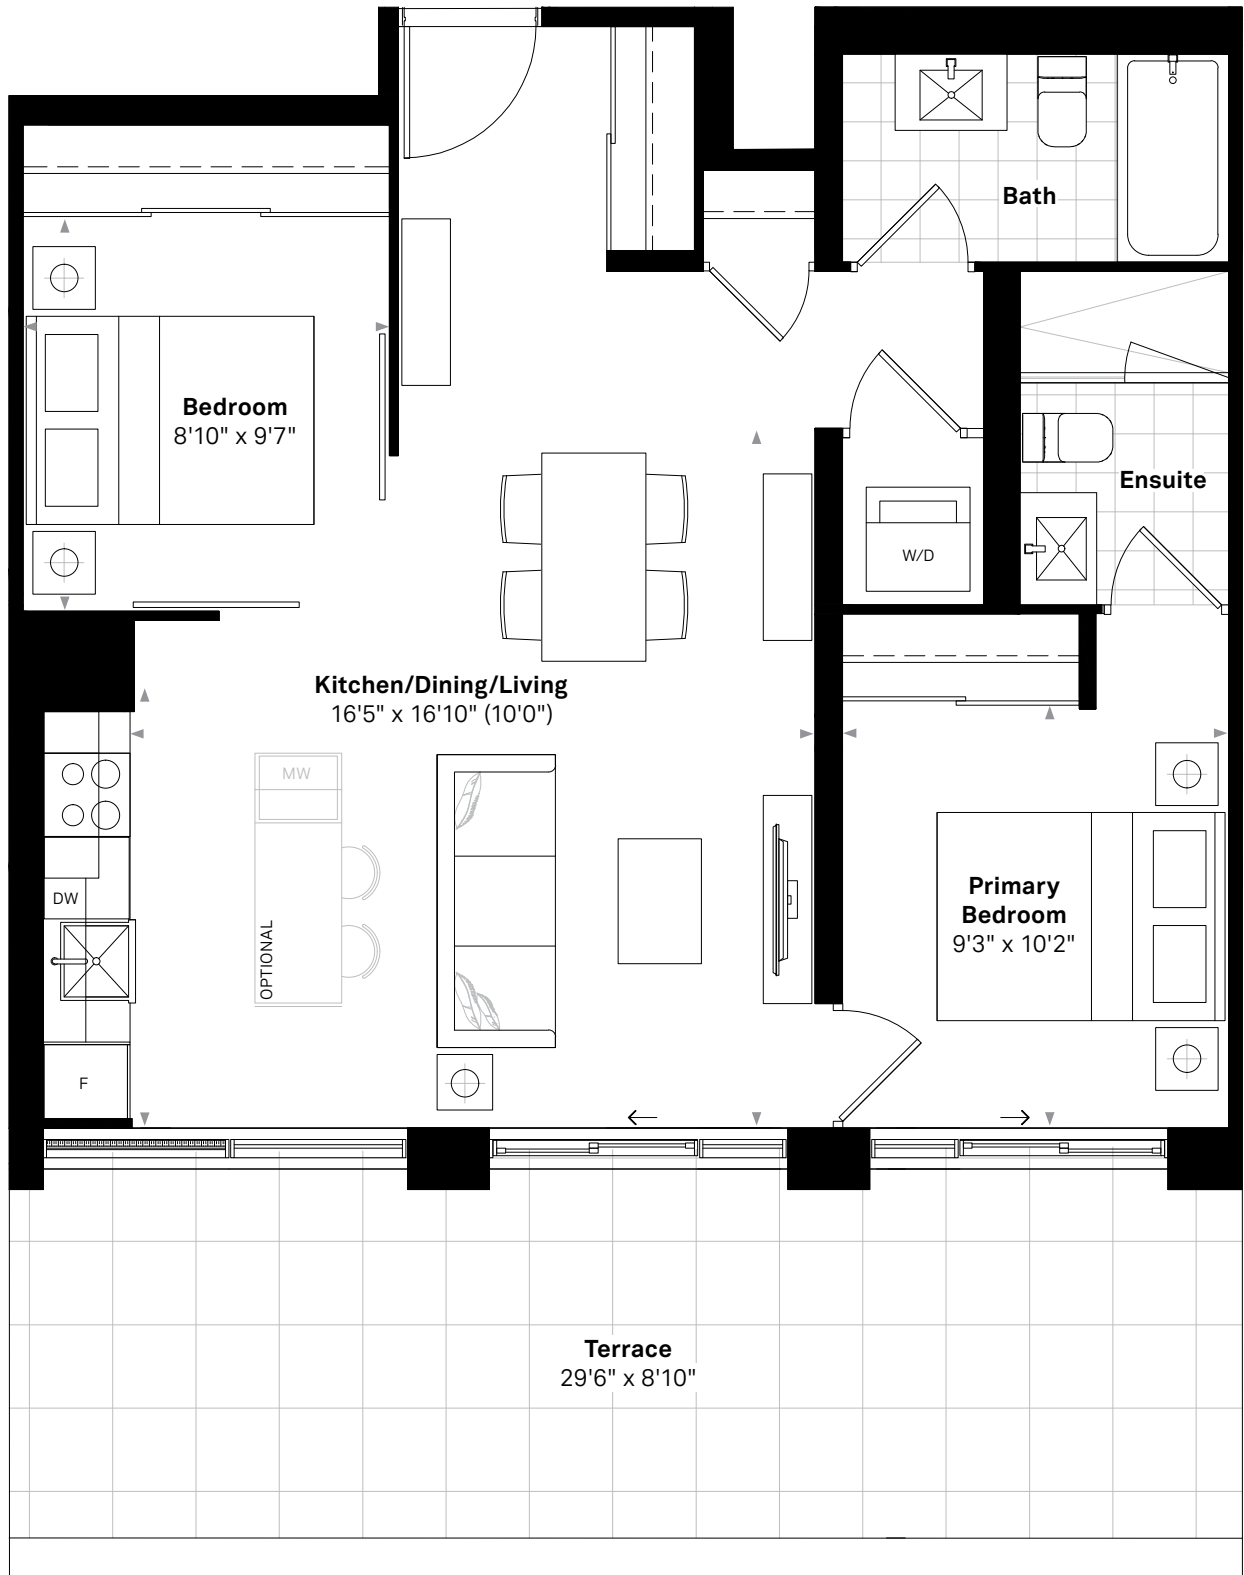 Bath
Bedroom
8'10" x 9'7"
Ensuite
W/D
Kitchen/Dining/Living
16'5" x 16'10" (10'0")
MW
DW
OPTIONAL
Primary
Bedroom
9'3" x 10'2"
F
Terrace
29'6" x 8'10"